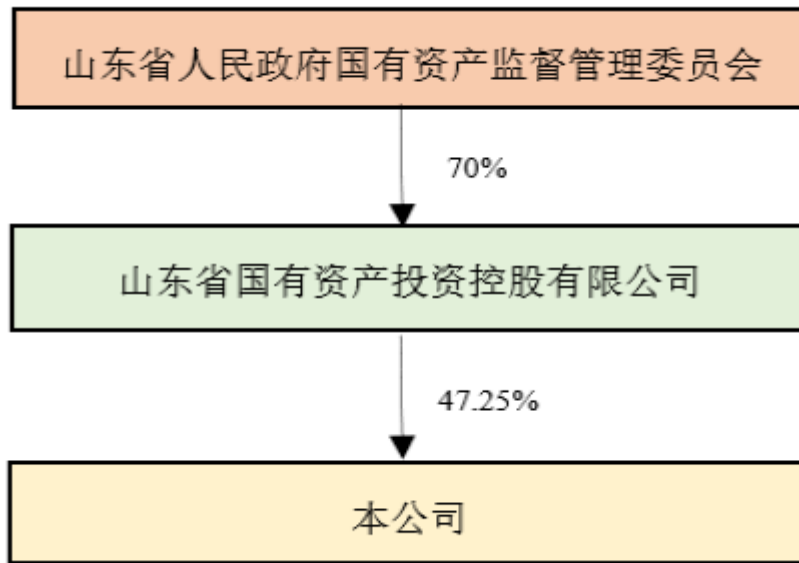 山东省人民政府国有资产监督管理委员会
70%
山东省国有资产投资控股有限公司
47.25%
本公司